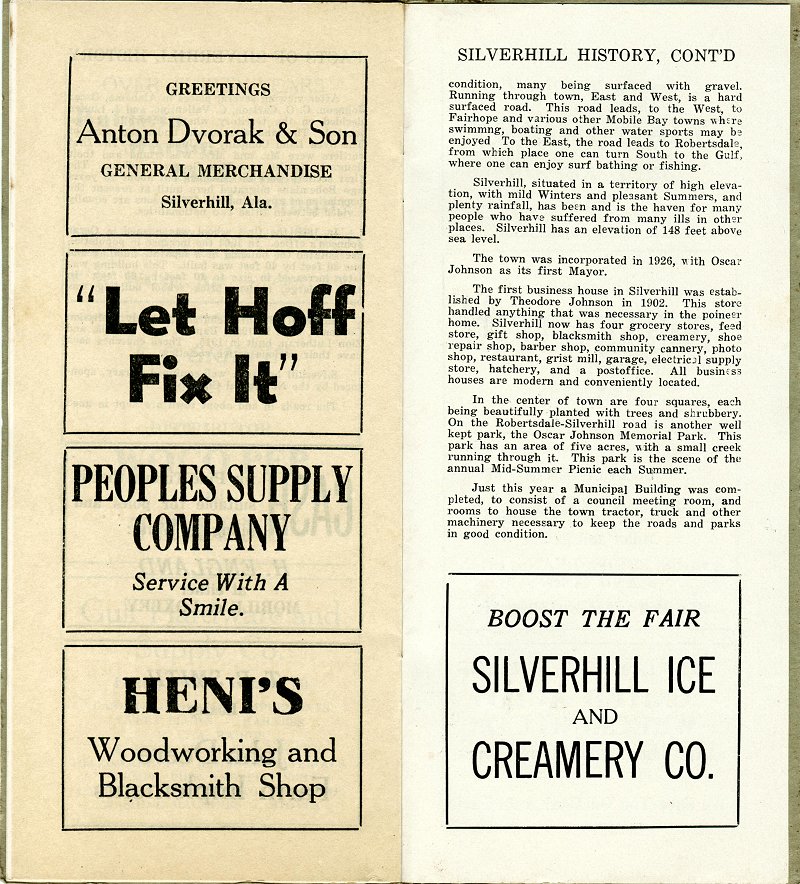 GREETINGS
Anton Dvorak & Son
GENERAL MERCHANDISE
Silverhill, Ala.
"Let Hoff
Fix It"
PEOPLES SUPPLY
COMPANY
Service With A
Smile.
HENI'S
Woodworking and
Blacksmith Shop
SILVERHILL HISTORY, CONT'D
condition, many being surfaced with gravel.
Running through town, East and West, is a hard
surfaced road. This road leads, to the West, to
Fairhope and various other Mobile Bay towns where
swimmng, boating and other water sports may be
enjoyed To the East, the road leads to Robertsdale,
from which place one can turn South to the Gulf,
where one can enjoy surf bathing or fishing.
Silverhill, situated in a territory of high eleva-
tion, with mild Winters and pleasant Summers, and
plenty rainfall, has been and is the haven for many
people who have suffered from many ills in other
places. Silverhill has an elevation of 148 feet above
sea level.
The town was incorporated in 1926, with Oscar
Johnson as its first Mayor.
The first business house in Silverhill was estab-
lished by Theodore Johnson in 1902. This store
handled anything that was necessary in the poineer
home. Silverhill now has four grocery stores, feed
store, gift shop, blacksmith shop, creamery, shoe
repair shop, barber shop, community cannery, photo
shop, restaurant, grist mill, garage, electrical supply
store, hatchery, and a postoffice. All business
houses are modern and conveniently located.
In the center of town are four squares, each
being beautifully planted with trees and shrubbery.
On the Robertsdale-Silverhill road is another well
kept park, the Oscar Johnson Memorial Park. This
park has an area of five acres, with a small creek
running through it. This park is the scene of the
annual Mid-Summer Picnic each Summer.
Just this year a Municipal Building was com-
pleted, to consist of a council meeting room, and
rooms to house the town tractor, truck and other
machinery necessary to keep the roads and parks
in good condition.
BOOST THE FAIR
SILVERHILL ICE
AND
CREAMERY CO.